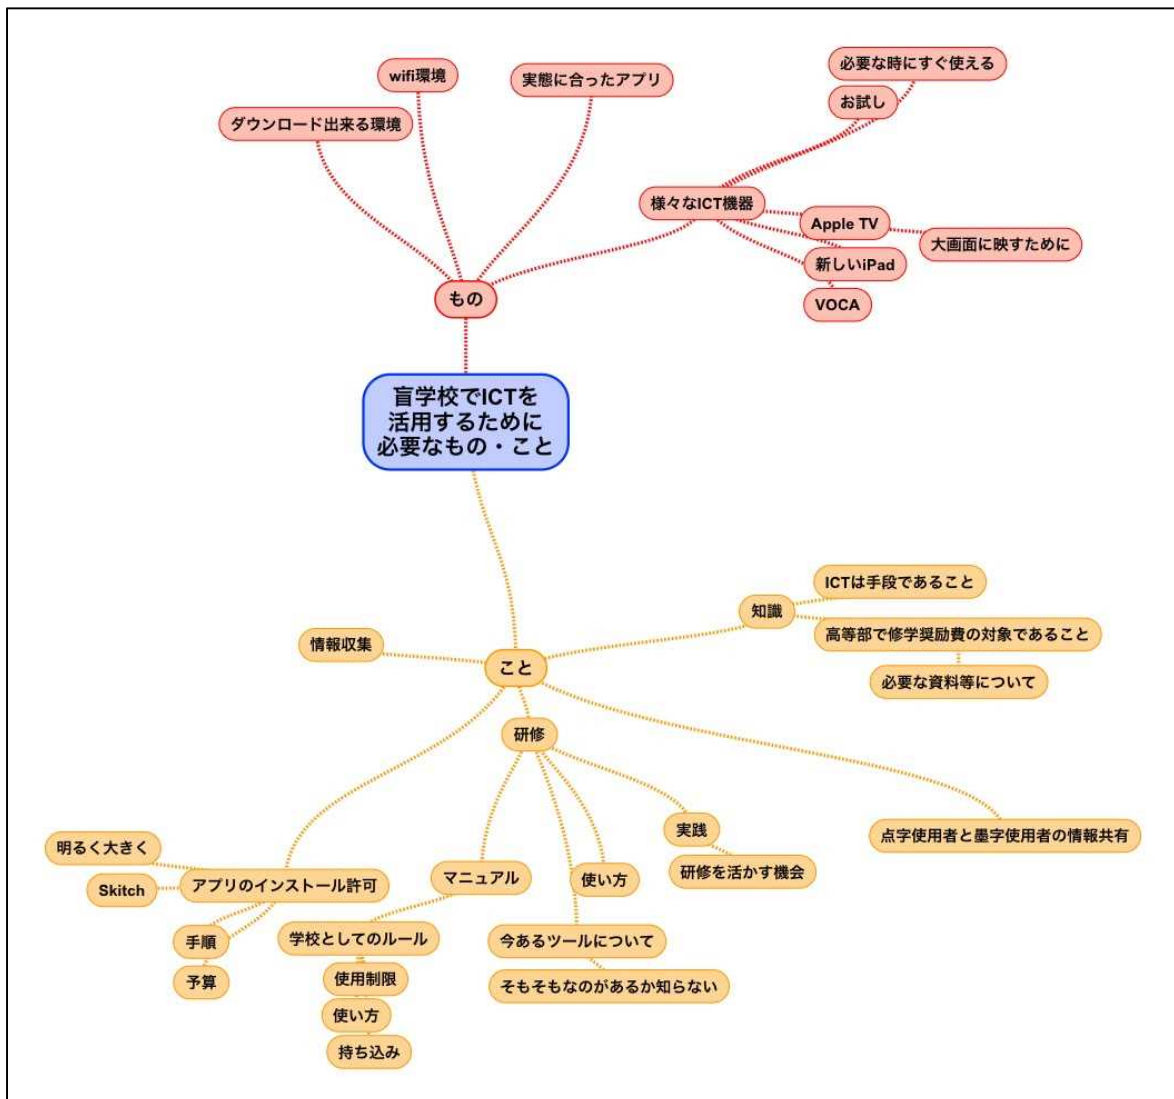 必要な時にすぐ使える
wifi環境
実態に合ったアプリ
お試し
ダウンロード出来る環境
様々なICT機器
Apple TV
大画面に映すために
新しいiPad
もの
VOCA
盲学校でICTを
活用するために
必要なもの・こと
ICTは手段であること
知識
高等部で修学奨励費の対象であること
情報収集
こと
必要な資料等について
研修
実践
点字使用者と墨字使用者の情報共有
明るく大きく
研修を活かす機会
マニュアル
使い方
アプリのインストール許可
Skitch
手順
学校としてのルール
今あるツールについて
予算
使用制限
そもそもなのがあるか知らない
使い方
持ち込み